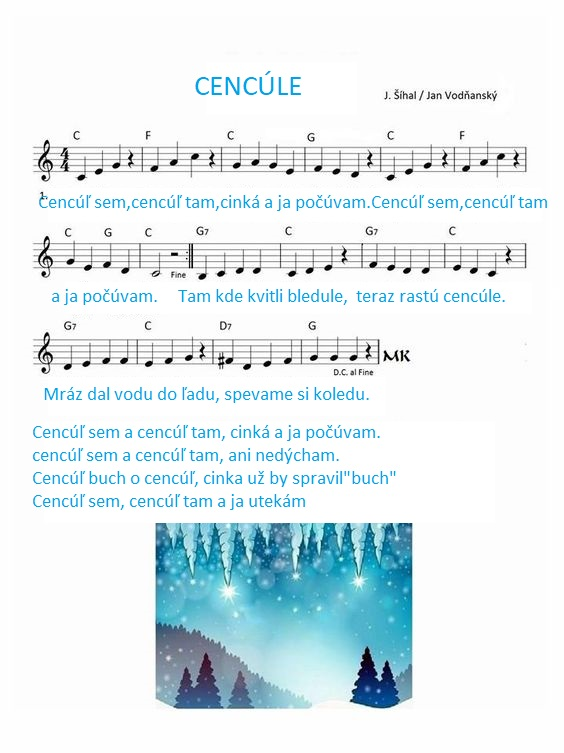 CENCÚLE
J. Šíhal / Jan Vodňanský
C F C G C F
1.
Cencúľ sem,cencúľ tam,cinká a ja počúvam.Cencúľ sem,cencúľ tam
C G C G7 C G C
Fine
a ja počúvam. Tam kde kvitli bledule, teraz rastú cencúle.
G7 C D7 G
MK
D.C. al Fine
Mráz dal vodu do ľadu, spevame si koledu.
Cencúľ sem a cencúľ tam, cinká a ja počúvam.
cencúľ sem a cencúľ tam, ani nedýcham.
Cencúľ buch o cencúľ, cinka už by spravil"buch"
Cencúľ sem, cencúľ tam a ja utekám